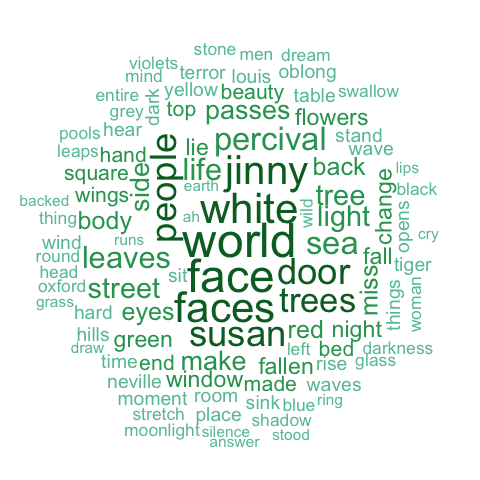 stone men dream
violets
mind terror louis oblong
entire yellow beauty table swallow
grey dark top passes flowers
pools hear percival stand
leaps hand lie wave
square people life jinny back lips
wings side earth tree change black
backed white light wild
thing body ah opens cry
wind runs world sea
round leaves face door fall tiger
head sit miss
oxford street faces trees things woman
grass eyes
hard susan red night
hills green left bed darkness
draw time end make fallen rise glass
neville window made waves
moment room sink blue ring
stretch place shadow
moonlight silence stood
answer